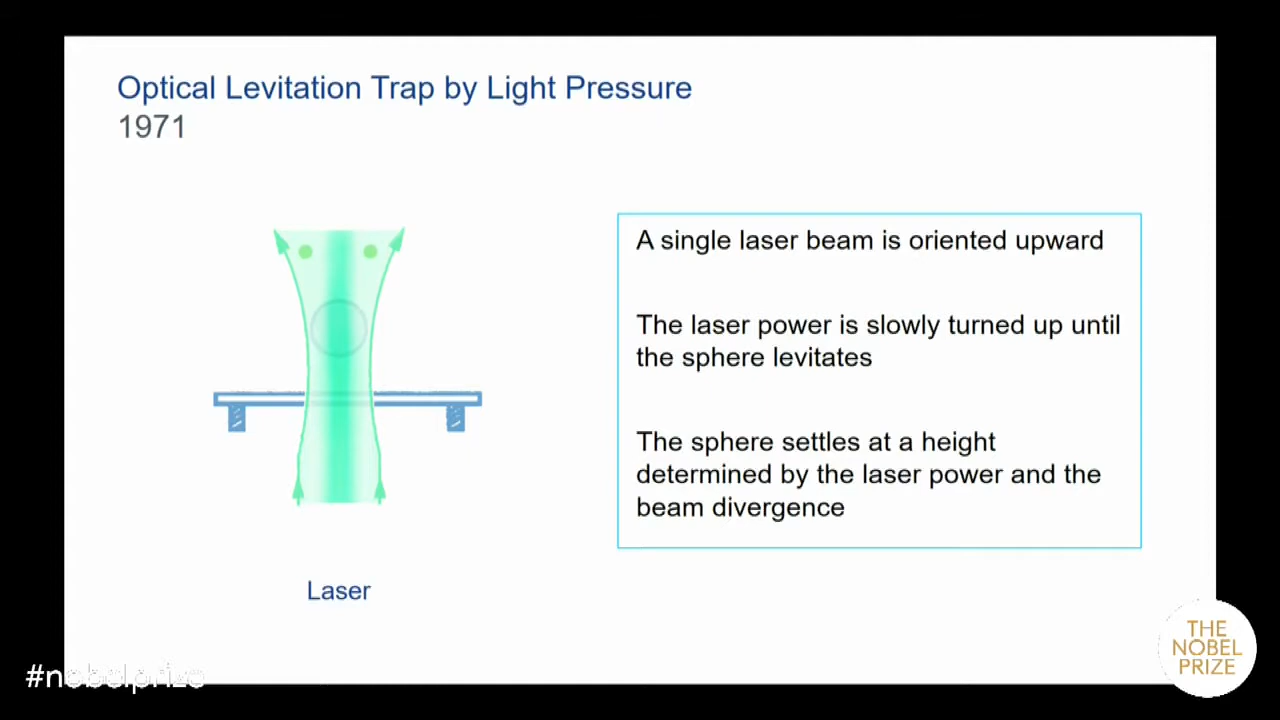 Optical Levitation Trap by Light Pressure
1971
A single laser beam is oriented upward
The laser power is slowly turned up until
the sphere levitates
The sphere settles at a height
determined by the laser power and the
beam divergence
Laser
#nobelprize
THE
NOBEL
PRIZE